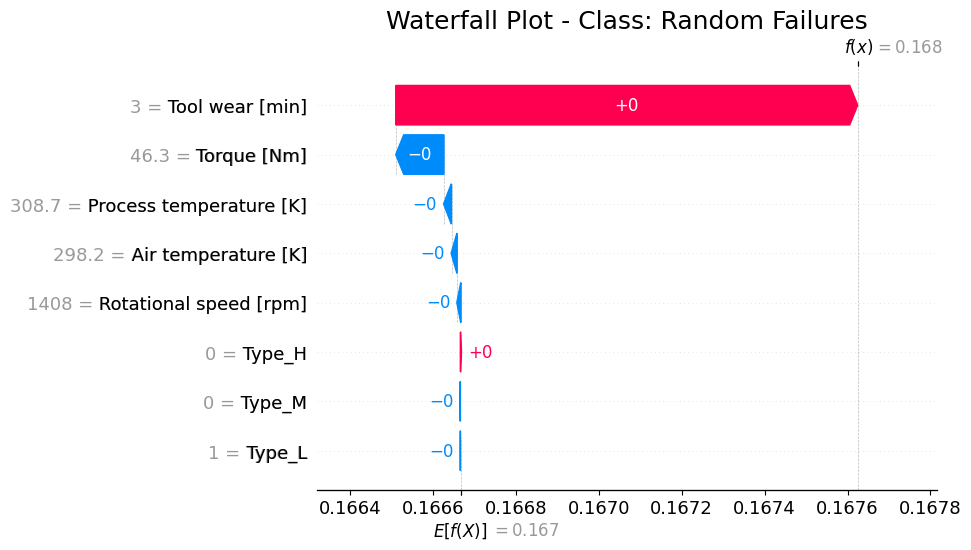 Waterfall Plot - Class: Random Failures
f(x) = 0.168
3 = Tool wear [min] +0
46.3 = Torque [Nm] −0
308.7 = Process temperature [K] −0
298.2 = Air temperature [K] −0
1408 = Rotational speed [rpm] −0
0 = Type_H +0
0 = Type_M −0
1 = Type_L −0
0.1664 0.1666 0.1668 0.1670 0.1672 0.1674 0.1676 0.1678
E[f(X)] = 0.167